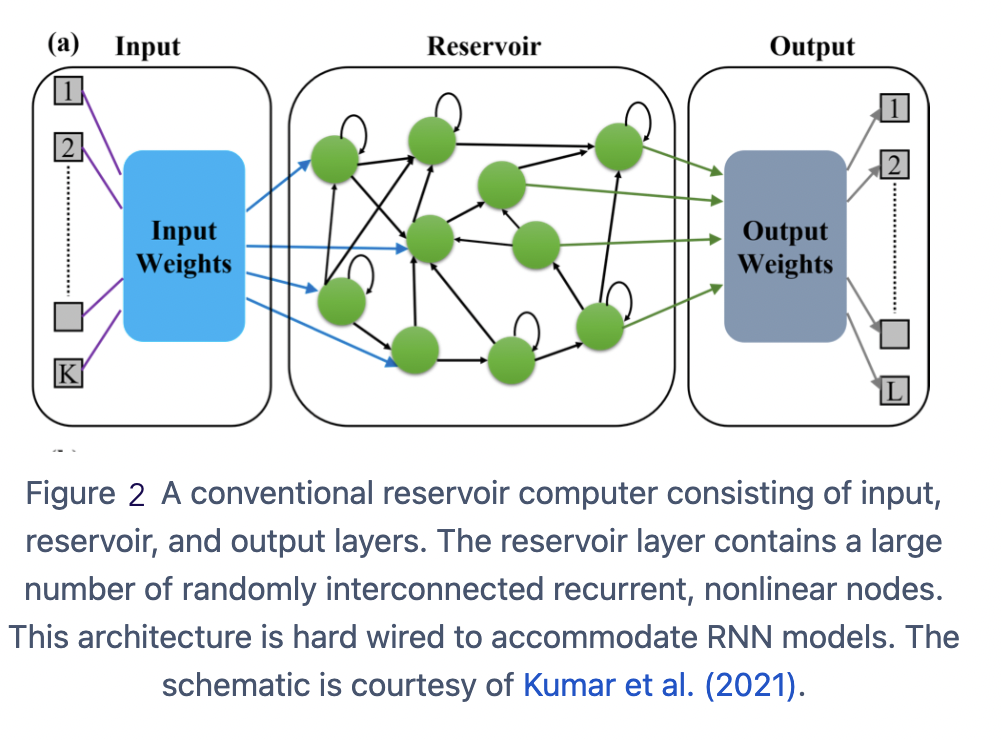 (a) Input Reservoir Output
1 1
2 2
Input Output
Weights Weights
K L
Figure 2 A conventional reservoir computer consisting of input,
reservoir, and output layers. The reservoir layer contains a large
number of randomly interconnected recurrent, nonlinear nodes.
This architecture is hard wired to accommodate RNN models. The
schematic is courtesy of Kumar et al. (2021).